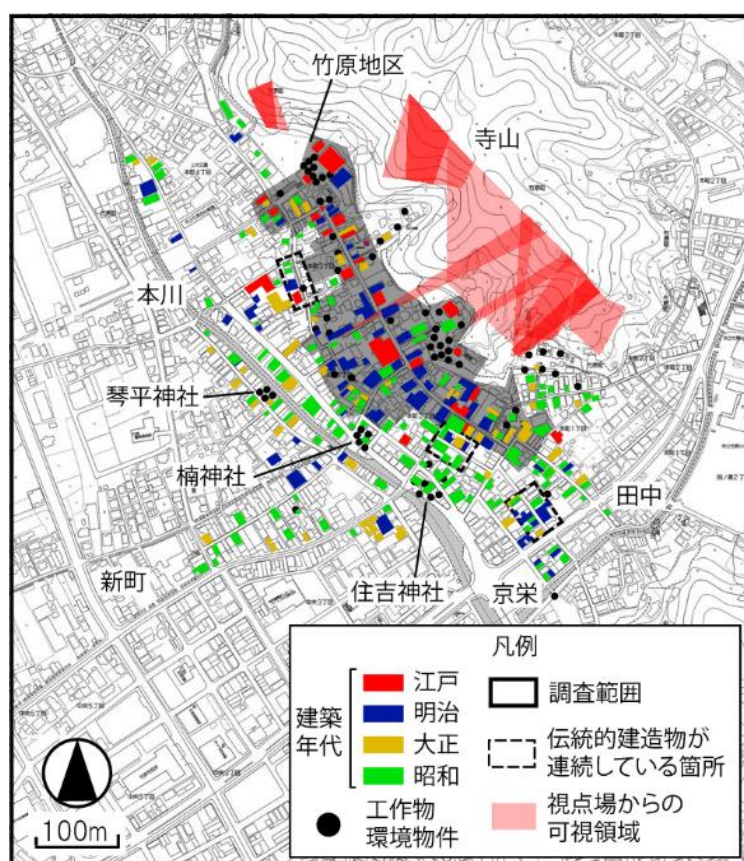 竹原地区
寺山
本川
琴平神社
楠神社
田中
新町
住吉神社
京栄
凡例
建築
年代
江戸
明治
大正
昭和
工作物
環境物件
調査範囲
伝統的建造物が
連続している箇所
視点場からの
可視領域
100m